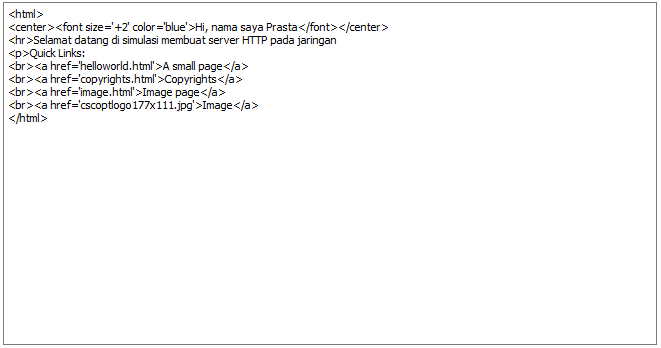 <html>
<center><font size='+2' color='blue'>Hi, nama saya Prasta</font></center>
<hr>Selamat datang di simulasi membuat server HTTP pada jaringan
<p>Quick Links:
<br><a href='helloworld.html'>A small page</a>
<br><a href='copyrights.html'>Copyrights</a>
<br><a href='image.html'>Image page</a>
<br><a href='cscoptlogo177x111.jpg'>Image</a>
</html>